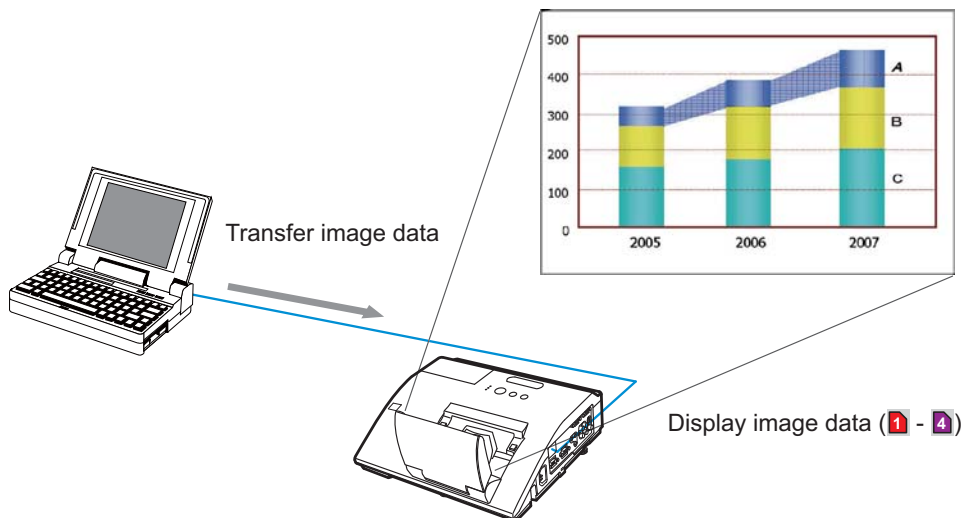 500
400
300
200
100
0
A
B
C
2005 2006 2007
Transfer image data
Display image data (1 - 4)